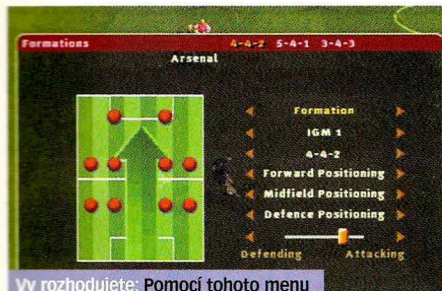 Formations 4-4-2 5-4-1 3-4-3
Arsenal
Formation
IGM 1
4-4-2
Forward Positioning
Midfield Positioning
Defence Positioning
Defending Attacking
Vy rozhodujete: Pomocí tohoto menu